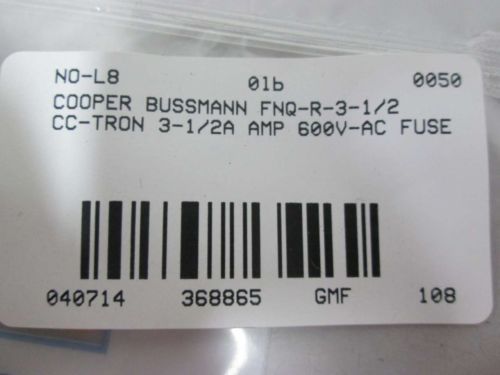 NO-L8 01b 0050
COOPER BUSSMANN FNQ-R-3-1/2
CC-TRON 3-1/2A AMP 600V-AC FUSE
040714 368865 GMF 108